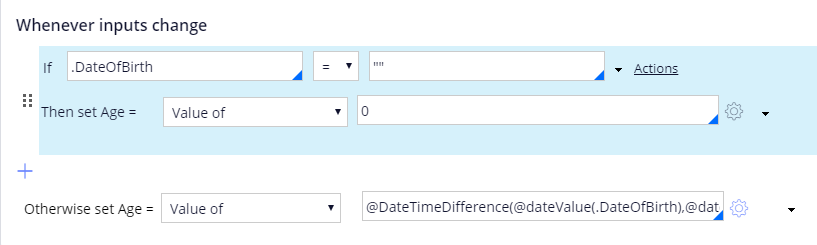 Whenever inputs change
If .DateOfBirth = "" Actions
Then set Age = Value of 0
Otherwise set Age = Value of @DateTimeDifference(@dateValue(.DateOfBirth),@dat